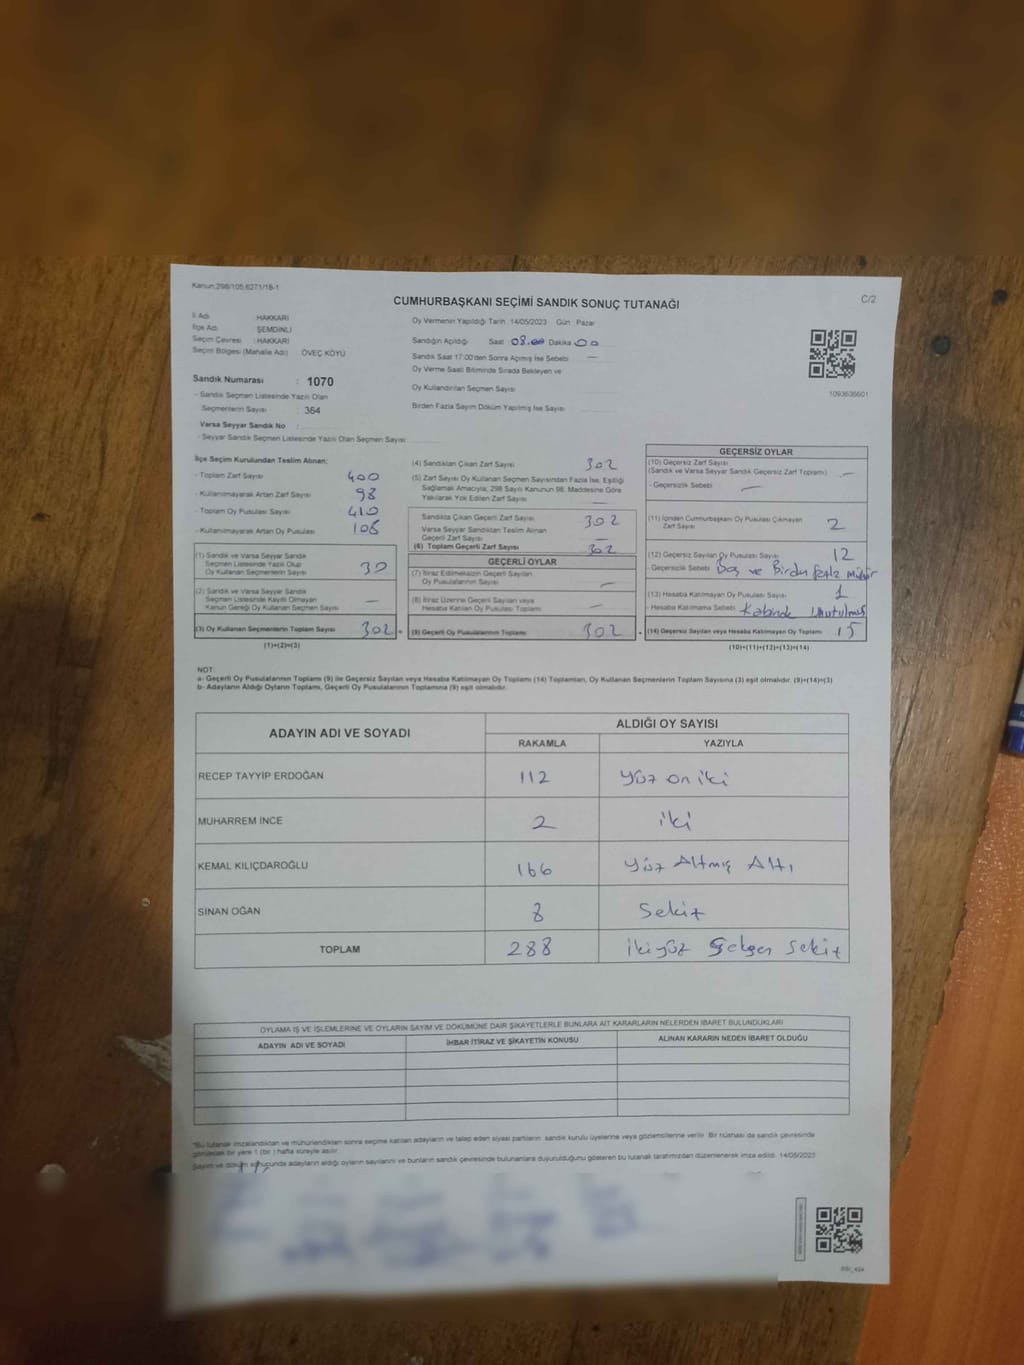 Kanun:298/105,6271/18-1
CUMHURBAŞKANI SEÇİMİ SANDIK SONUÇ TUTANAĞI
C/2
İl Adı : HAKKARİ
İlçe Adı : ŞEMDİNLİ
Seçim Çevresi : HAKKARİ
Seçim Bölgesi (Mahalle Adı) ÖVEÇ KÖYÜ
Sandık Numarası : 1070
- Sandık Seçmen Listesinde Yazılı Olan
Seçmenlerin Sayısı : 364
Varsa Seyyar Sandık No :
- Seyyar Sandık Seçmen Listesinde Yazılı Olan Seçmen Sayısı
Oy Vermenin Yapıldığı Tarih 14/05/2023 Gün Pazar
Sandığın Açıldığı Saat 08.00 Dakika 00
Sandık Saat 17:00'den Sonra Açılmış İse Sebebi —
Oy Verme Saati Bitiminde Sırada Bekleyen ve
Oy Kullandırılan Seçmen Sayısı
Birden Fazla Sayım Döküm Yapılmış İse Sayısı
1093636601
İlçe Seçim Kurulundan Teslim Alınan:
- Toplam Zarf Sayısı 400
- Kullanılmayarak Artan Zarf Sayısı 98
- Toplam Oy Pusulası Sayısı 410
- Kullanılmayarak Artan Oy Pusulası 108
(1) Sandık ve Varsa Seyyar Sandık
Seçmen Listesinde Yazılı Olup
Oy Kullanan Seçmenlerin Sayısı 30
(2) Sandık ve Varsa Seyyar Sandık
Seçmen Listesinde Kayıtlı Olmayan
Kanun Gereği Oy Kullanan Seçmen Sayısı —
(3) Oy Kullanan Seçmenlerin Toplam Sayısı 302
(1)+(2)=(3)
(4) Sandıktan Çıkan Zarf Sayısı 302
(5) Zarf Sayısı Oy Kullanan Seçmen Sayısından Fazla İse, Eşitliği
Sağlamak Amacıyla; 298 Sayılı Kanunun 98. Maddesine Göre
Yakılarak Yok Edilen Zarf Sayısı —
Sandıkta Çıkan Geçerli Zarf Sayısı 302
Varsa Seyyar Sandıktan Teslim Alınan
Geçerli Zarf Sayısı —
(6) Toplam Geçerli Zarf Sayısı 302
GEÇERLİ OYLAR
(7) İtiraz Edilmeksizin Geçerli Sayılan
Oy Pusulalarının Sayısı —
(8) İtiraz Üzerine Geçerli Sayılan veya
Hesaba Katılan Oy Pusulaları Toplamı —
(9) Geçerli Oy Pusulalarının Toplamı 302
GEÇERSİZ OYLAR
(10) Geçersiz Zarf Sayısı
(Sandık ve Varsa Seyyar Sandık Geçersiz Zarf Toplamı) —
- Geçersizlik Sebebi —
(11) İçinden Cumhurbaşkanı Oy Pusulası Çıkmayan
Zarf Sayısı 2
(12) Geçersiz Sayılan Oy Pusulası Sayısı 12
- Geçersizlik Sebebi Boş ve Birden fazla mühür
(13) Hesaba Katılmayan Oy Pusulası Sayısı 1
- Hesaba Katılmama Sebebi Kabinde Unutulmuş
(14) Geçersiz Sayılan veya Hesaba Katılmayan Oy Toplamı 15
(10)+(11)+(12)+(13)=(14)
NOT:
a- Geçerli Oy Pusulalarının Toplamı (9) ile Geçersiz Sayılan veya Hesaba Katılmayan Oy Toplamı (14) Toplamları, Oy Kullanan Seçmenlerin Toplam Sayısına (3) eşit olmalıdır. (9)+(14)=(3)
b- Adayların Aldığı Oyların Toplamı, Geçerli Oy Pusulalarının Toplamına (9) eşit olmalıdır.
ADAYIN ADI VE SOYADI ALDIĞI OY SAYISI
RAKAMLA YAZIYLA
RECEP TAYYİP ERDOĞAN 112 Yüz on iki
MUHARREM İNCE 2 iki
KEMAL KILIÇDAROĞLU 166 Yüz Altmış Altı
SİNAN OĞAN 8 Sekiz
TOPLAM 288 ikiyüz Seksen Sekiz
OYLAMA İŞ VE İŞLEMLERİNE VE OYLARIN SAYIM VE DÖKÜMÜNE DAİR ŞİKAYETLERLE BUNLARA AİT KARARLARIN NELERDEN İBARET BULUNDUKLARI
ADAYIN ADI VE SOYADI İHBAR İTİRAZ VE ŞİKAYETİN KONUSU ALINAN KARARIN NEDEN İBARET OLDUĞU
*Bu tutanak imzalandıktan ve mühürlendikten sonra seçime katılan adayların ve talep eden siyasi partilerin sandık kurulu üyelerine veya gözlemcilerine verilir. Bir nüshası da sandık çevresinde
görülecek bir yere 1 (bir) hafta süreyle asılır.
Sayım ve döküm sonucunda adayların aldığı oyların sayılarını ve bunların sandık çevresinde bulunanlara duyurulduğunu gösteren bu tutanak tarafımızdan düzenlenerek imza edildi. 14/05/2023